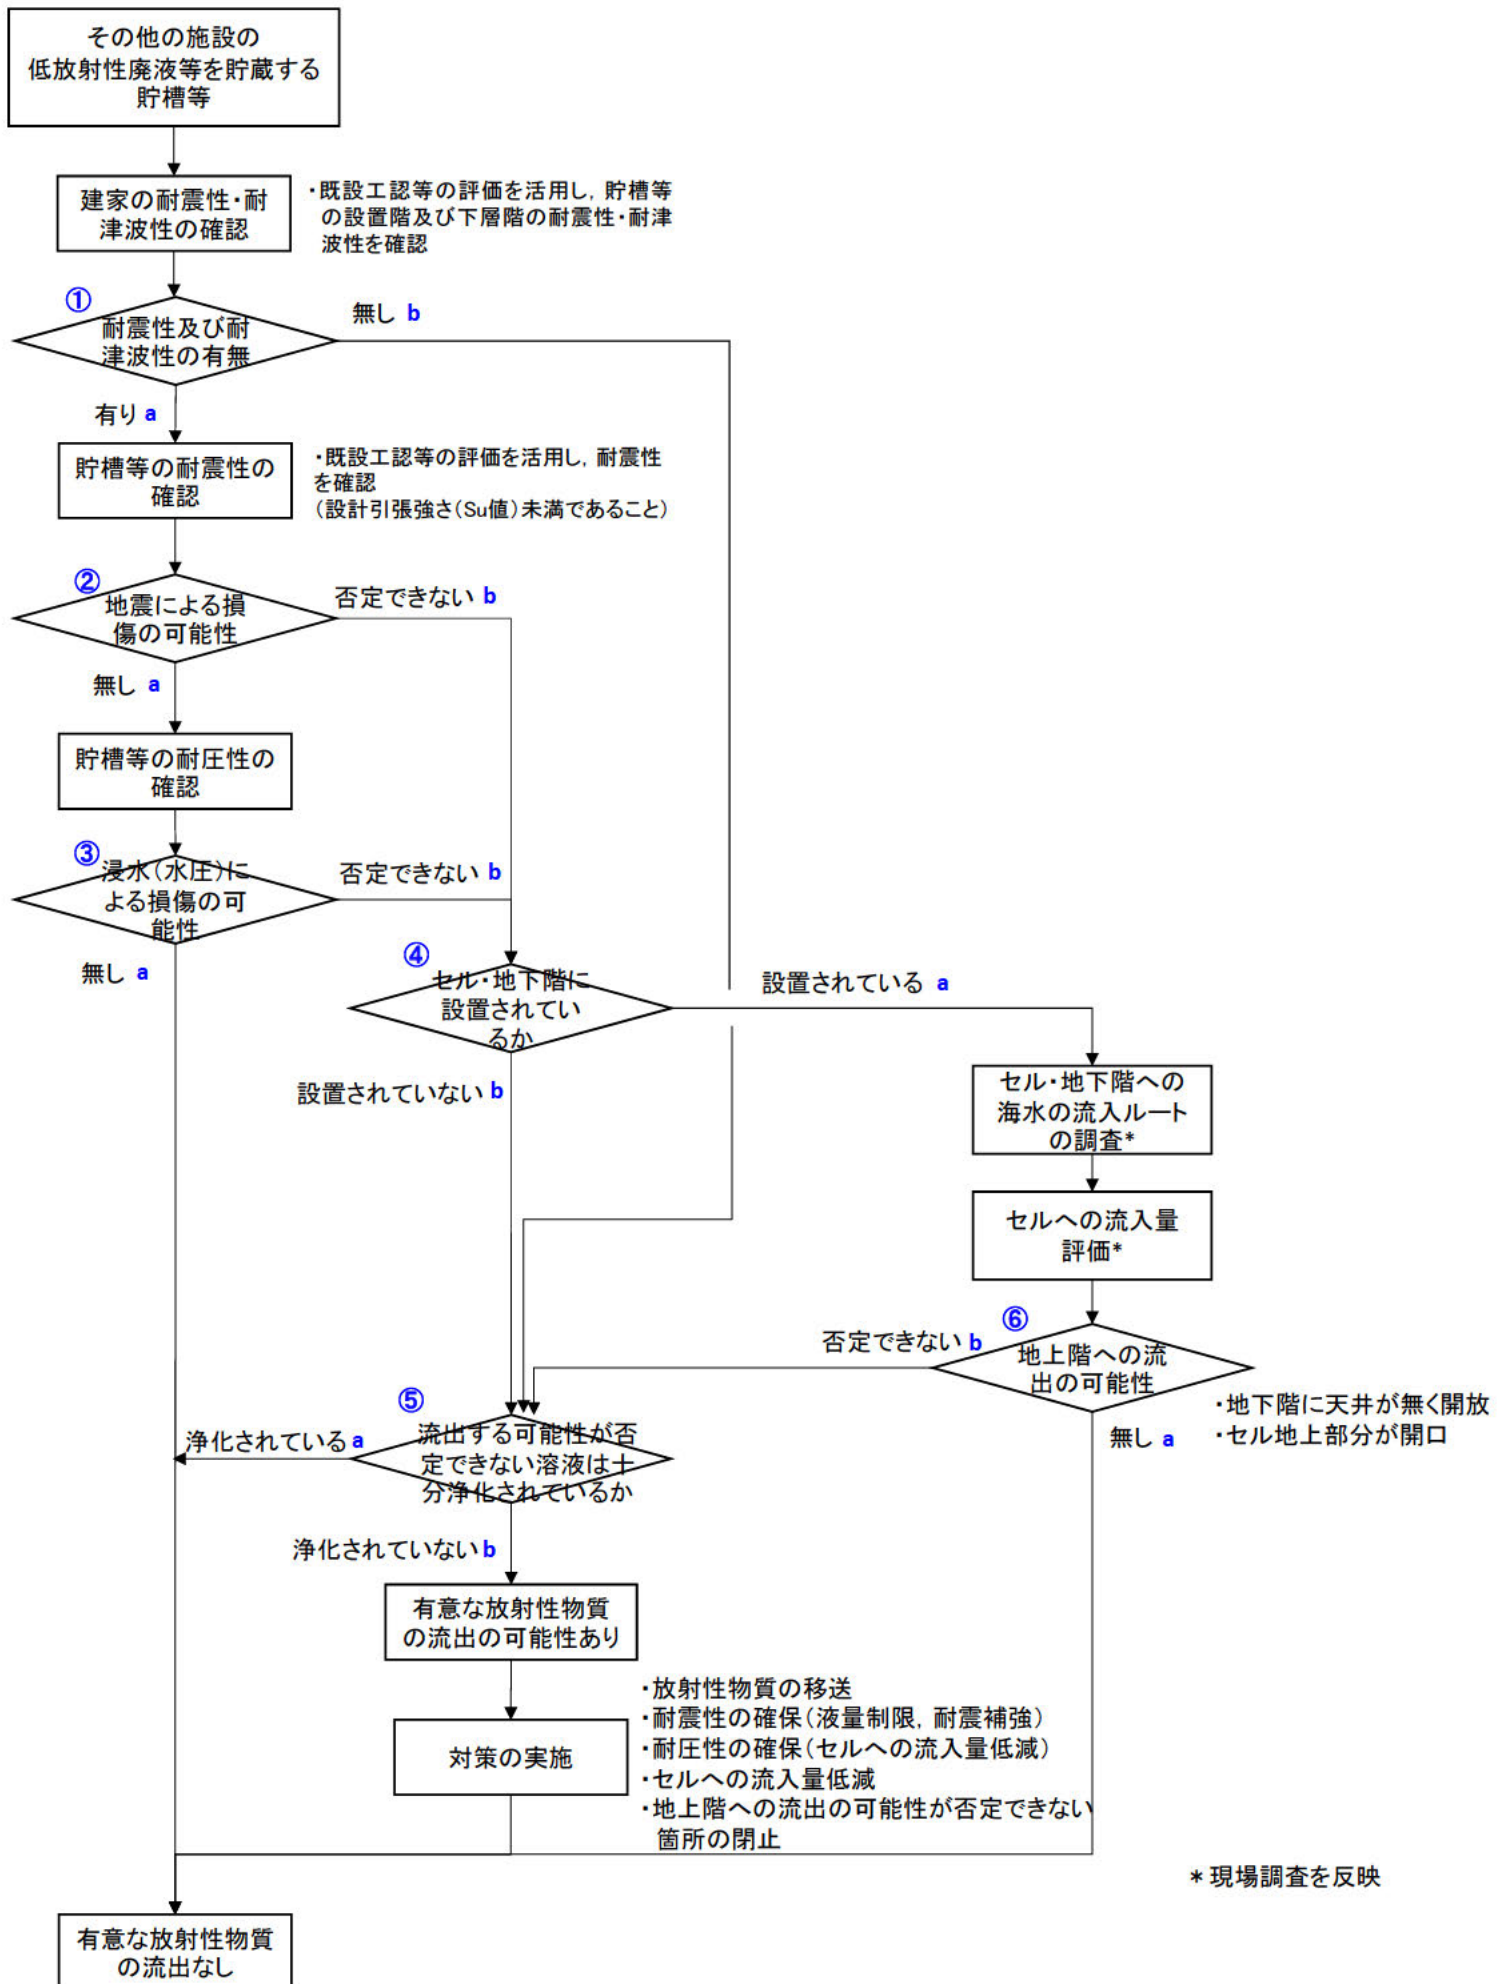 その他の施設の
低放射性廃液等を貯蔵する
貯槽等
建家の耐震性・耐
津波性の確認
・既設工認等の評価を活用し, 貯槽等
の設置階及び下層階の耐震性・耐津
波性を確認
①
耐震性及び耐
津波性の有無
無し b
有り a
貯槽等の耐震性の
確認
・既設工認等の評価を活用し, 耐震性
を確認
（設計引張強さ（Su値）未満であること）
②
地震による損
傷の可能性
否定できない b
無し a
貯槽等の耐圧性の
確認
③
浸水（水圧）に
よる損傷の可
能性
否定できない b
無し a
④
セル・地下階に
設置されてい
るか
設置されている a
設置されていない b
セル・地下階への
海水の流入ルート
の調査*
セルへの流入量
評価*
⑥
地上階への流
出の可能性
否定できない b
無し a
・地下階に天井が無く開放
・セル地上部分が開口
⑤
流出する可能性が否
定できない溶液は十
分浄化されているか
浄化されている a
浄化されていない b
有意な放射性物質
の流出の可能性あり
対策の実施
・放射性物質の移送
・耐震性の確保（液量制限, 耐震補強）
・耐圧性の確保（セルへの流入量低減）
・セルへの流入量低減
・地上階への流出の可能性が否定できない
箇所の閉止
* 現場調査を反映
有意な放射性物質
の流出なし